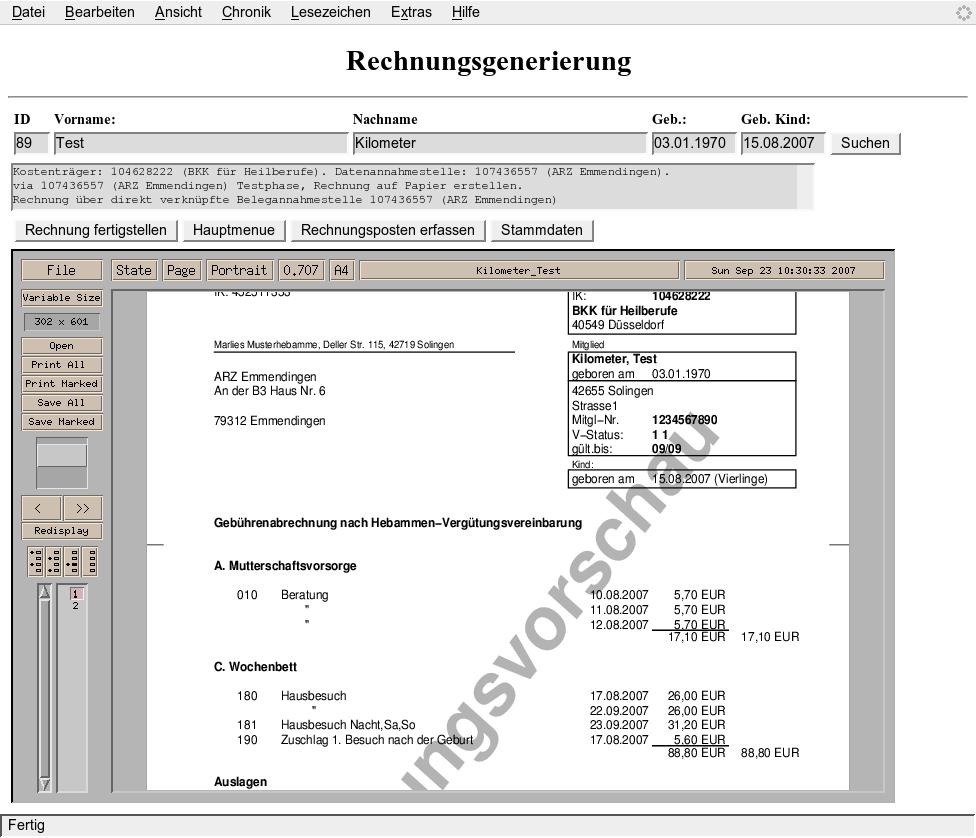 Datei Bearbeiten Ansicht Chronik Lesezeichen Extras Hilfe
Rechnungsgenerierung
ID Vorname: Nachname Geb.: Geb. Kind:
89 Test Kilometer 03.01.1970 15.08.2007 Suchen
Kostenträger: 104628222 (BKK für Heilberufe). Datenannahmestelle: 107436557 (ARZ Emmendingen).
via 107436557 (ARZ Emmendingen) Testphase, Rechnung auf Papier erstellen.
Rechnung über direkt verknüpfte Belegannahmestelle 107436557 (ARZ Emmendingen)
Rechnung fertigstellen Hauptmenue Rechnungsposten erfassen Stammdaten
File State Page Portrait 0.707 A4 Kilometer_Test Sun Sep 23 10:30:33 2007
Variable Size
302 x 601
Open
Print All
Print Marked
Save All
Save Marked
< >>
Redisplay
1
2
IK: 104628222
BKK für Heilberufe
40549 Düsseldorf
Marlies Musterhebamme, Deller Str. 115, 42719 Solingen
Mitglied
Kilometer, Test
geboren am 03.01.1970
ARZ Emmendingen
An der B3 Haus Nr. 6
79312 Emmendingen
42655 Solingen
Strasse1
Mitgl-Nr. 1234567890
V-Status: 1 1
gült.bis: 09/09
Kind:
geboren am 15.08.2007 (Vierlinge)
Gebührenabrechnung nach Hebammen-Vergütungsvereinbarung
A. Mutterschaftsvorsorge
010 Beratung 10.08.2007 5,70 EUR
" 11.08.2007 5,70 EUR
" 12.08.2007 5,70 EUR
17,10 EUR 17,10 EUR
C. Wochenbett
180 Hausbesuch 17.08.2007 26,00 EUR
" 22.09.2007 26,00 EUR
181 Hausbesuch Nacht,Sa,So 23.09.2007 31,20 EUR
190 Zuschlag 1. Besuch nach der Geburt 17.08.2007 5,60 EUR
88,80 EUR 88,80 EUR
Auslagen
ngsvorschau
Fertig